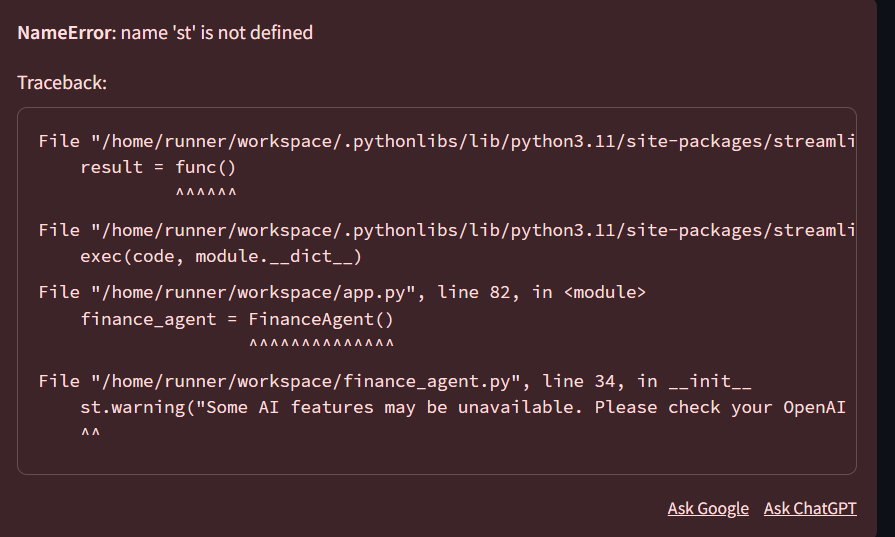 NameError: name 'st' is not defined
Traceback:
File "/home/runner/workspace/.pythonlibs/lib/python3.11/site-packages/streamli
    result = func()
             ^^^^^^
File "/home/runner/workspace/.pythonlibs/lib/python3.11/site-packages/streamli
    exec(code, module.__dict__)
File "/home/runner/workspace/app.py", line 82, in <module>
    finance_agent = FinanceAgent()
                    ^^^^^^^^^^^^^^
File "/home/runner/workspace/finance_agent.py", line 34, in __init__
    st.warning("Some AI features may be unavailable. Please check your OpenAI
    ^^
Ask Google Ask ChatGPT